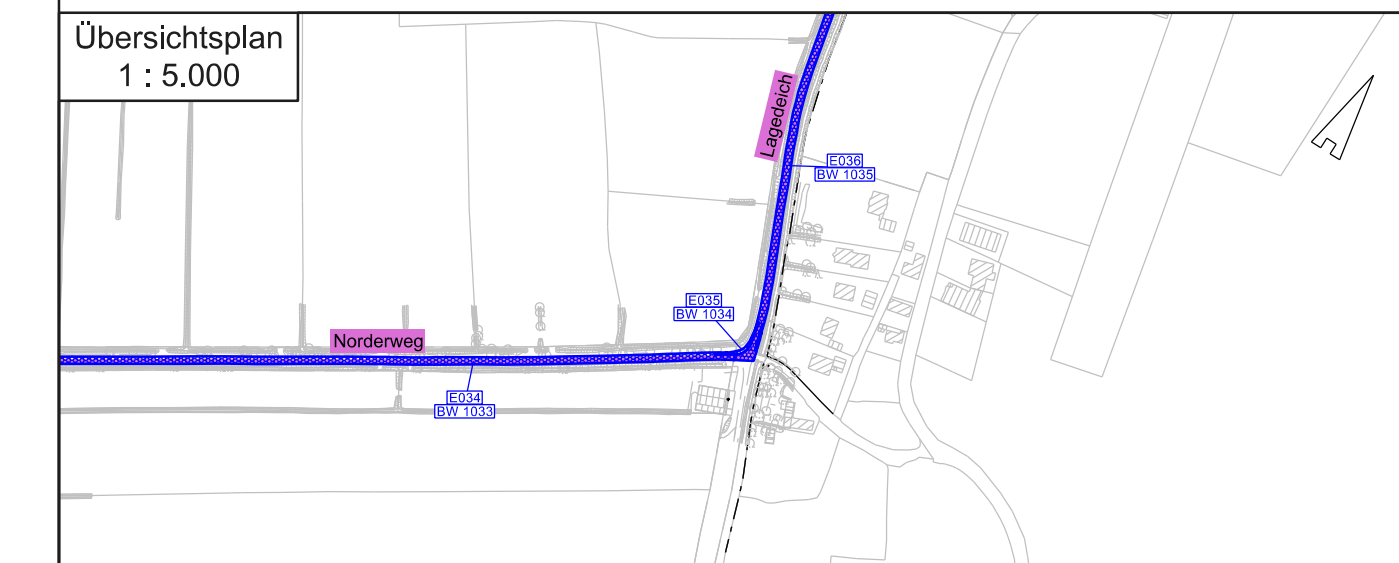 Übersichtsplan
1 : 5.000
Lagedeich
E036
BW 1035
E035
BW 1034
Norderweg
E034
BW 1033